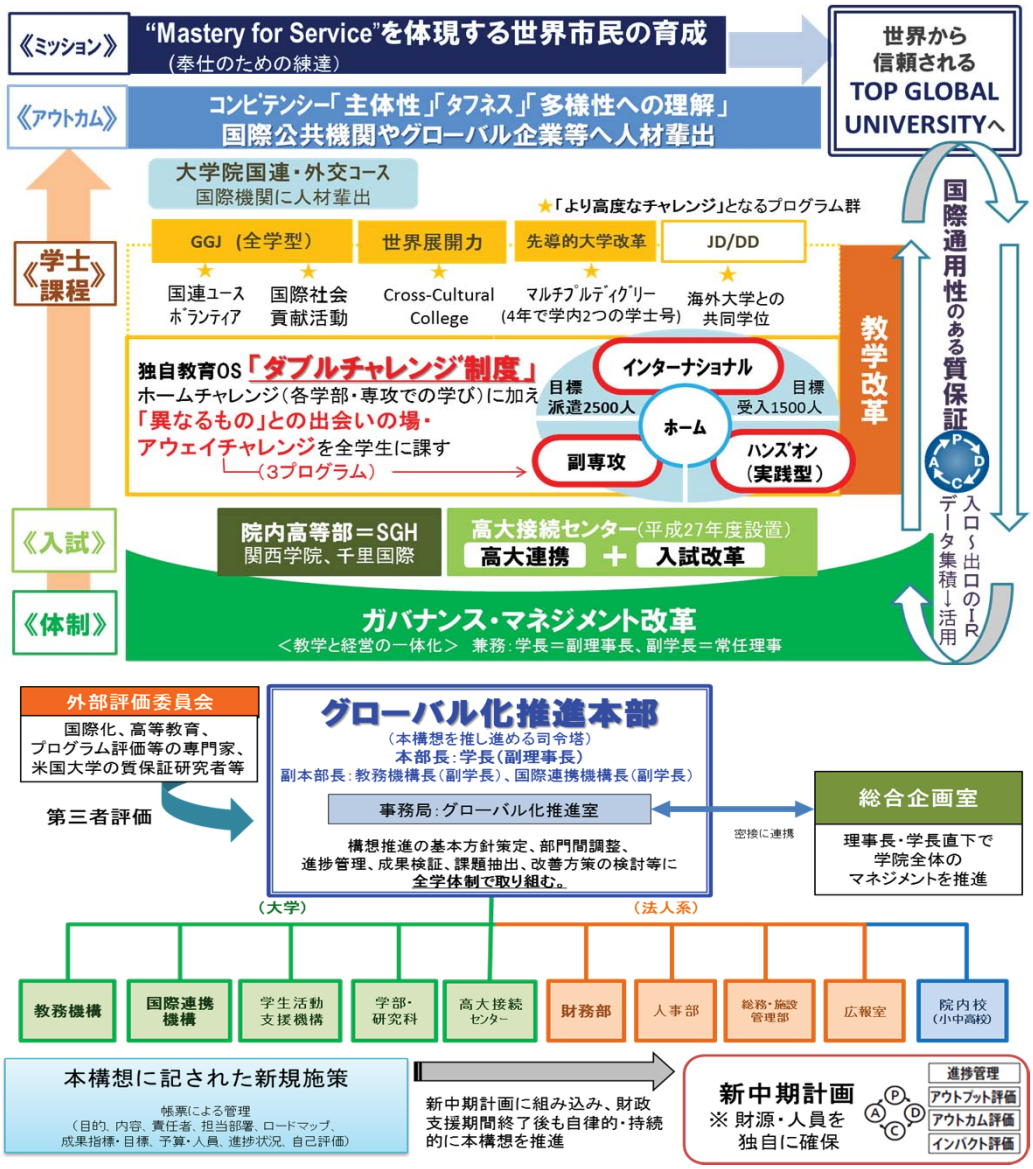 《ミッション》
“Mastery for Service”を体現する世界市民の育成
(奉仕のための練達)
世界から
信頼される
TOP GLOBAL
UNIVERSITYへ
《アウトカム》
コンピテンシー「主体性」「タフネス」「多様性への理解」
国際公共機関やグローバル企業等へ人材輩出
大学院国連・外交コース
国際機関に人材輩出
★「より高度なチャレンジ」となるプログラム群
《学士課程》
GGJ (全学型)
世界展開力
先導的大学改革
JD/DD
★
★
★
★
★
国連ユース
ボランティア
国際社会
貢献活動
Cross-Cultural
College
マルチプルディグリー
(4年で学内2つの学士号)
海外大学との
共同学位
独自教育OS「ダブルチャレンジ制度」
ホームチャレンジ(各学部・専攻での学び)に加え
「異なるもの」との出会いの場・
アウェイチャレンジを全学生に課す
(3プログラム)
インターナショナル
目標
派遣2500人
目標
受入1500人
ホーム
副専攻
ハンズオン
(実践型)
教学改革
国際通用性のある質保証
P
D
C
A
入口~出口のIR
データ集積→活用
《入試》
院内高等部=SGH
関西学院、千里国際
高大接続センター(平成27年度設置)
高大連携 + 入試改革
《体制》
ガバナンス・マネジメント改革
<教学と経営の一体化> 兼務:学長=副理事長、副学長=常任理事
外部評価委員会
国際化、高等教育、
プログラム評価等の専門家、
米国大学の質保証研究者等
第三者評価
グローバル化推進本部
(本構想を推し進める司令塔)
本部長:学長(副理事長)
副本部長:教務機構長(副学長)、国際連携機構長(副学長)
事務局:グローバル化推進室
構想推進の基本方針策定、部門間調整、
進捗管理、成果検証、課題抽出、改善方策の検討等に
全学体制で取り組む。
密接に連携
総合企画室
理事長・学長直下で
学院全体の
マネジメントを推進
(大学)
(法人系)
教務機構
国際連携
機構
学生活動
支援機構
学部・
研究科
高大接続
センター
財務部
人事部
総務・施設
管理部
広報室
院内校
(小中高校)
本構想に記された新規施策
帳票による管理
(目的、内容、責任者、担当部署、ロードマップ、
成果指標・目標、予算・人員、進捗状況、自己評価)
新中期計画に組み込み、財政
支援期間終了後も自律的・持続
的に本構想を推進
新中期計画
※ 財源・人員を
独自に確保
P
D
C
A
進捗管理
アウトプット評価
アウトカム評価
インパクト評価